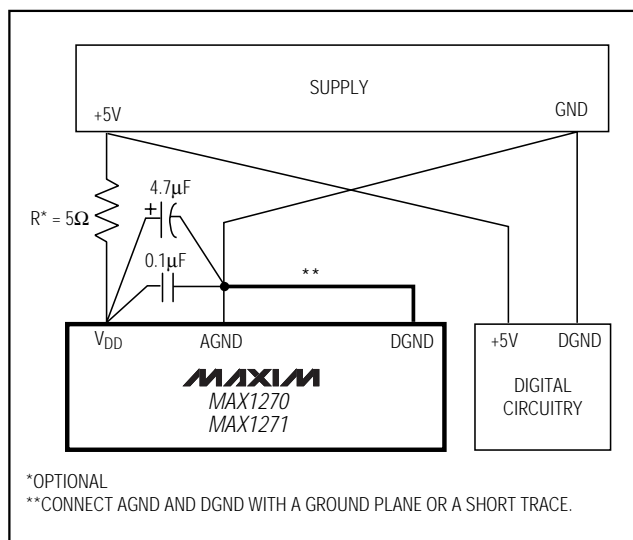 SUPPLY
+5V
GND
4.7µF
+
R* = 5Ω
0.1µF
**
VDD
AGND
DGND
+5V
DGND
MAXIM
MAX1270
MAX1271
DIGITAL
CIRCUITRY
*OPTIONAL
**CONNECT AGND AND DGND WITH A GROUND PLANE OR A SHORT TRACE.